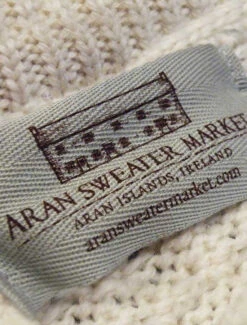 ARAN SWEATER MARKET
ARAN ISLANDS, IRELAND
aransweatermarket.com